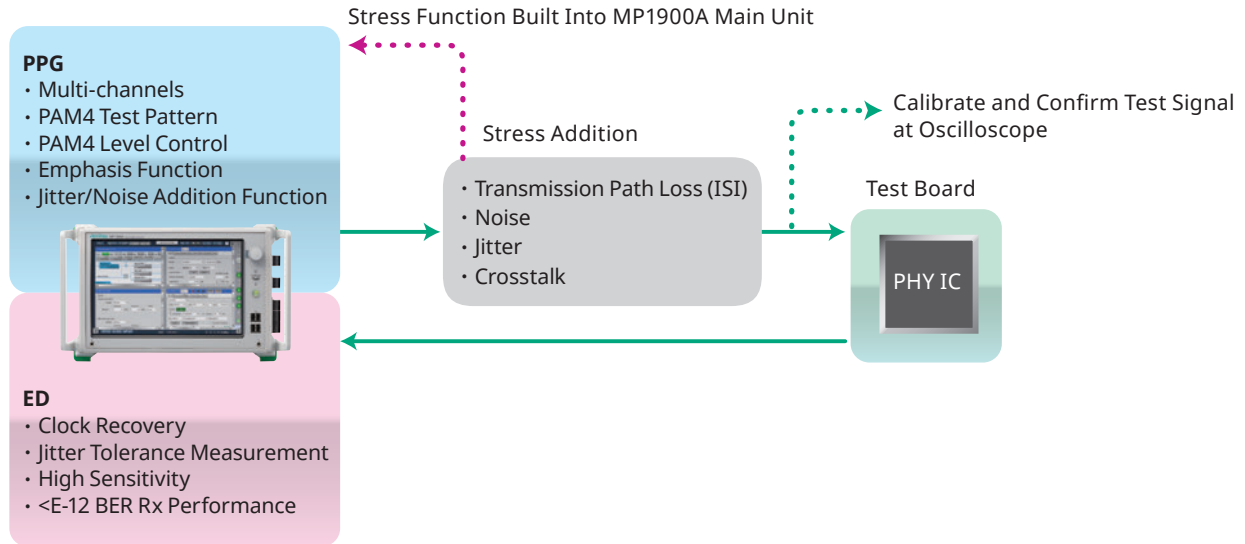 Stress Function Built Into MP1900A Main Unit
PPG
・Multi-channels
・PAM4 Test Pattern
・PAM4 Level Control
・Emphasis Function
・Jitter/Noise Addition Function
Stress Addition
・Transmission Path Loss (ISI)
・Noise
・Jitter
・Crosstalk
Calibrate and Confirm Test Signal
at Oscilloscope
Test Board
PHY IC
ED
・Clock Recovery
・Jitter Tolerance Measurement
・High Sensitivity
・<E-12 BER Rx Performance